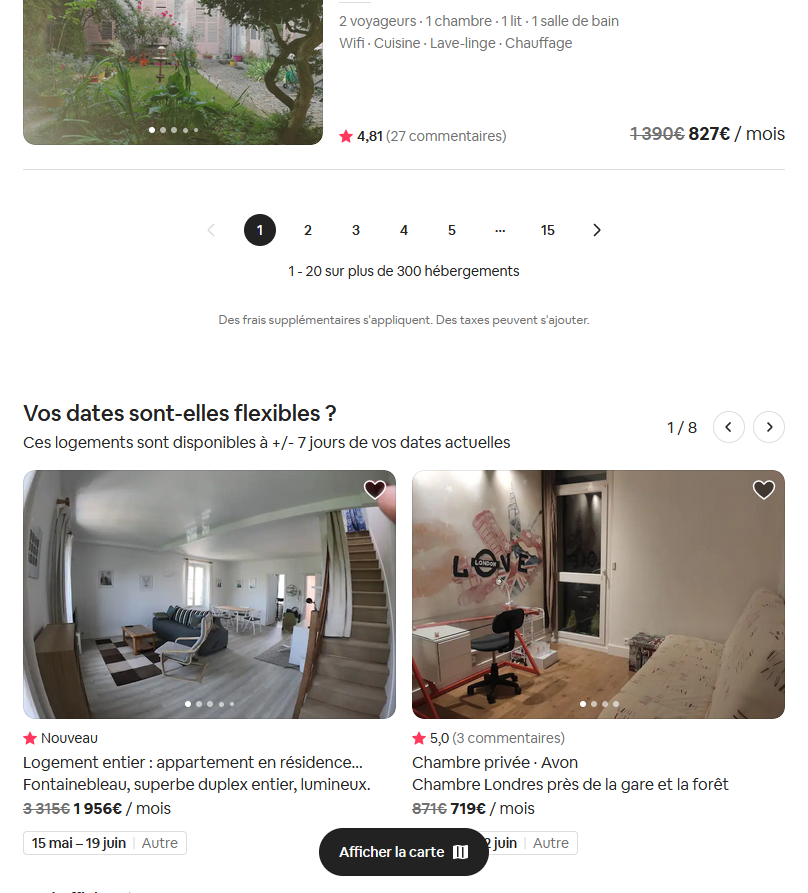 2 voyageurs · 1 chambre · 1 lit · 1 salle de bain
Wifi · Cuisine · Lave-linge · Chauffage
4,81 (27 commentaires)
1 390€ 827€ / mois
1 2 3 4 5 ... 15
1 - 20 sur plus de 300 hébergements
Des frais supplémentaires s'appliquent. Des taxes peuvent s'ajouter.
Vos dates sont-elles flexibles ?
1 / 8
Ces logements sont disponibles à +/- 7 jours de vos dates actuelles
LOVE
LONDON
Nouveau
Logement entier : appartement en résidence...
Fontainebleau, superbe duplex entier, lumineux.
3 315€ 1 956€ / mois
15 mai – 19 juin Autre
5,0 (3 commentaires)
Chambre privée · Avon
Chambre Londres près de la gare et la forêt
871€ 719€ / mois
juin Autre
Afficher la carte